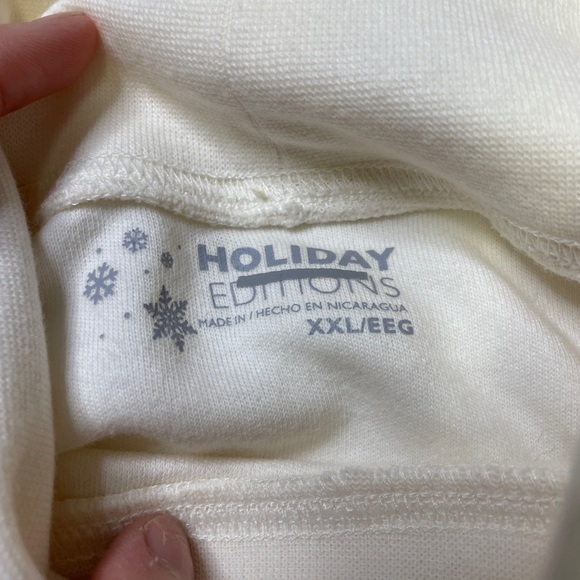 HOLIDAY
EDITIONS
MADE IN / HECHO EN NICARAGUA
XXL/EEG